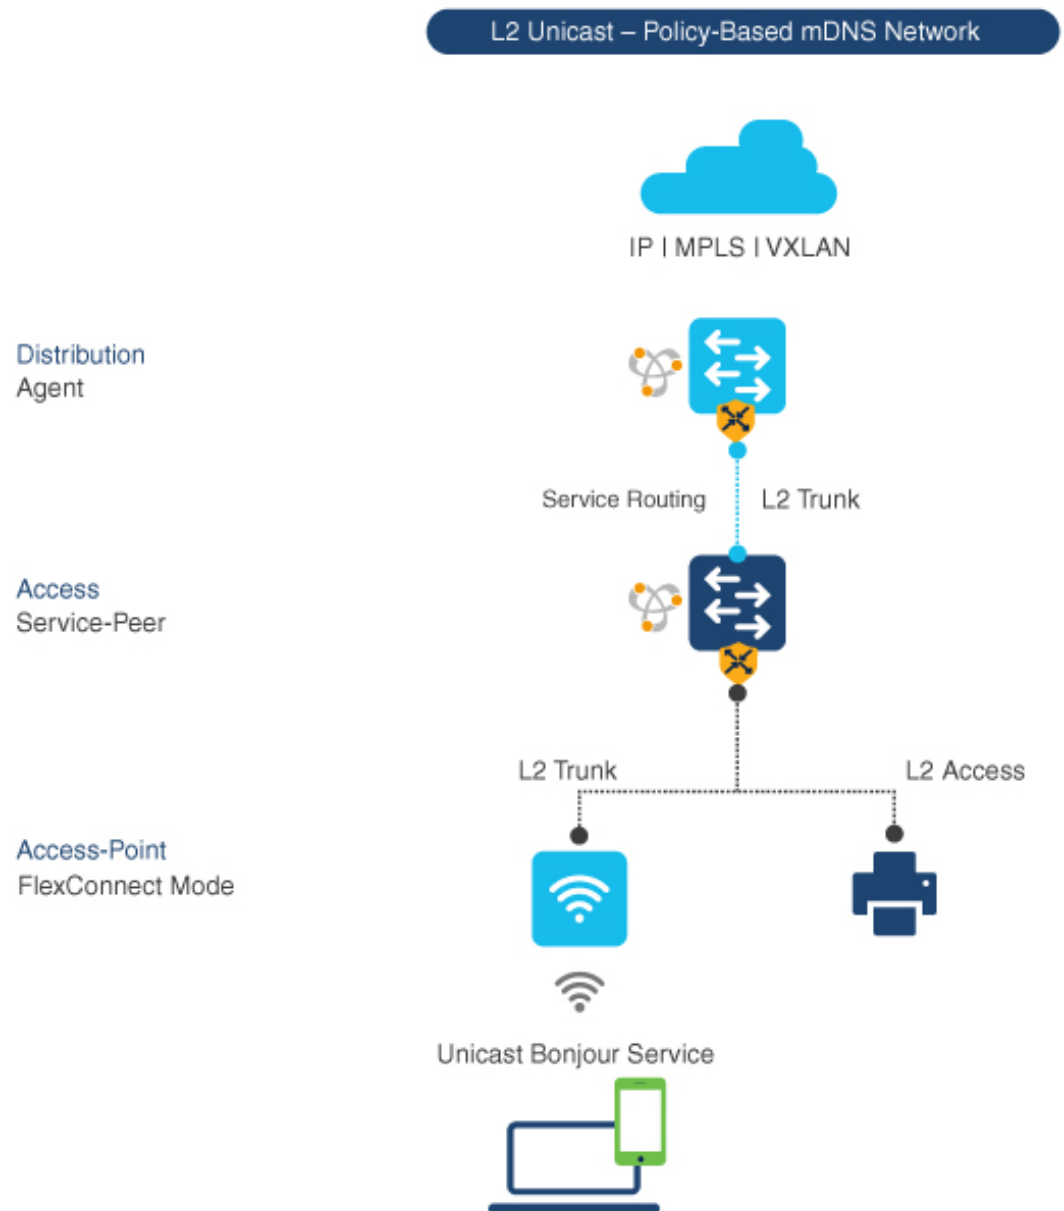 L2 Unicast – Policy-Based mDNS Network
IP | MPLS | VXLAN
Distribution
Agent
Service Routing
L2 Trunk
Access
Service-Peer
L2 Trunk
L2 Access
Access-Point
FlexConnect Mode
Unicast Bonjour Service